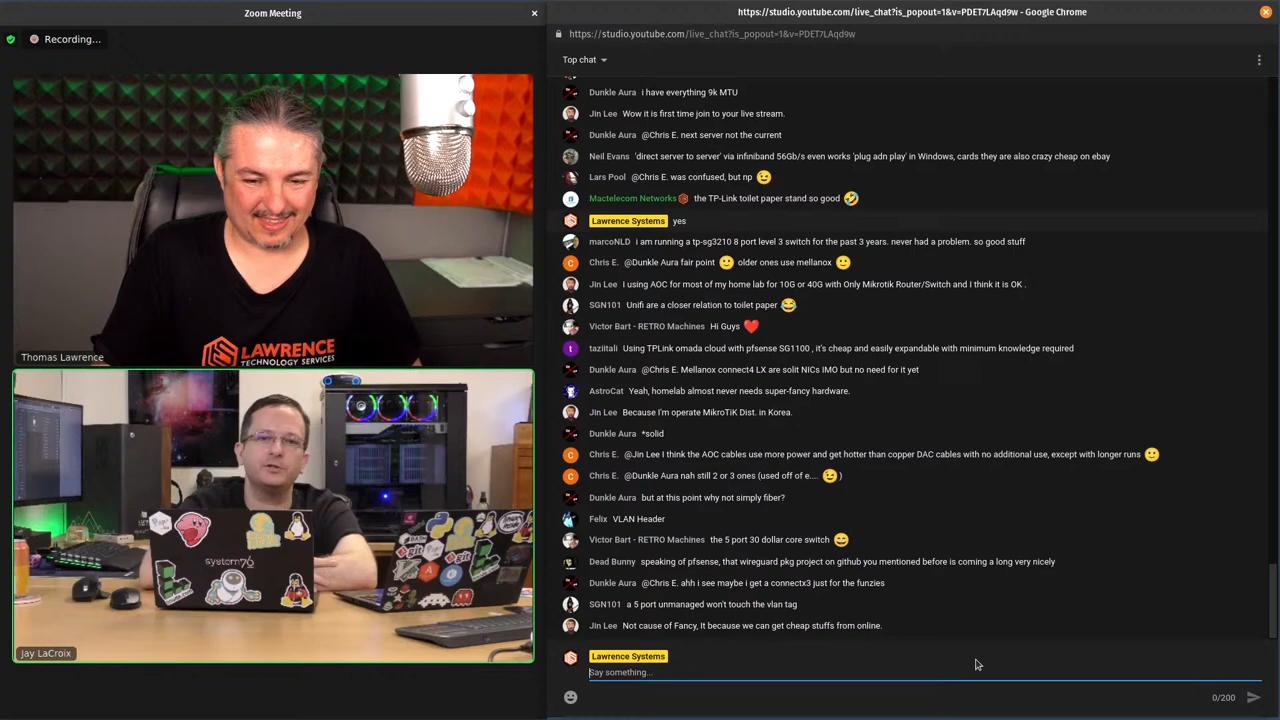 Zoom Meeting
Recording...
LAWRENCE
TECHNOLOGY SERVICES
Thomas Lawrence
system76
git
git
BASH
Jay LaCroix
https://studio.youtube.com/live_chat?is_popout=1&v=PDET7LAqd9w - Google Chrome
https://studio.youtube.com/live_chat?is_popout=1&v=PDET7LAqd9w
Top chat
Dunkle Aura i have everything 9k MTU
Jin Lee Wow it is first time join to your live stream.
Dunkle Aura @Chris E. next server not the current
Neil Evans 'direct server to server' via infiniband 56Gb/s even works 'plug adn play' in Windows, cards they are also crazy cheap on ebay
Lars Pool @Chris E. was confused, but np 😉
Mactelecom Networks the TP-Link toilet paper stand so good 🤣
Lawrence Systems yes
marcoNLD i am running a tp-sg3210 8 port level 3 switch for the past 3 years. never had a problem. so good stuff
Chris E. @Dunkle Aura fair point 🙂 older ones use mellanox 🙂
Jin Lee I using AOC for most of my home lab for 10G or 40G with Only Mikrotik Router/Switch and I think it is OK .
SGN101 Unifi are a closer relation to toilet paper 😂
Victor Bart - RETRO Machines Hi Guys ❤️
taziitali Using TPLink omada cloud with pfsense SG1100 , it's cheap and easily expandable with minimum knowledge required
Dunkle Aura @Chris E. Mellanox connect4 LX are solit NICs IMO but no need for it yet
AstroCat Yeah, homelab almost never needs super-fancy hardware.
Jin Lee Because I'm operate MikroTiK Dist. in Korea.
Dunkle Aura *solid
Chris E. @Jin Lee I think the AOC cables use more power and get hotter than copper DAC cables with no additional use, except with longer runs 🙂
Chris E. @Dunkle Aura nah still 2 or 3 ones (used off of e.... 😉 )
Dunkle Aura but at this point why not simply fiber?
Felix VLAN Header
Victor Bart - RETRO Machines the 5 port 30 dollar core switch 😄
Dead Bunny speaking of pfsense, that wireguard pkg project on github you mentioned before is coming a long very nicely
Dunkle Aura @Chris E. ahh i see maybe i get a connectx3 just for the funzies
SGN101 a 5 port unmanaged won't touch the vlan tag
Jin Lee Not cause of Fancy, It because we can get cheap stuffs from online.
Lawrence Systems
Say something...
0/200